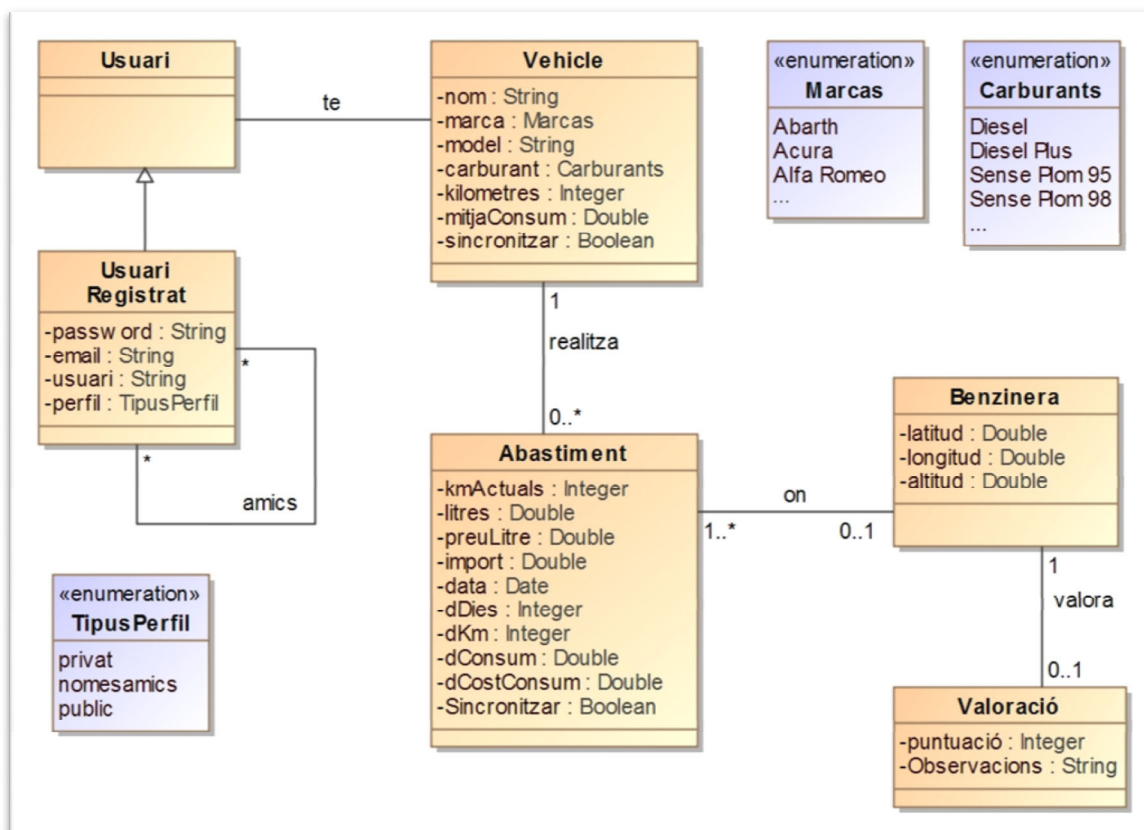 Usuari
te
Vehicle
-nom : String
-marca : Marcas
-model : String
-carburant : Carburants
-kilometres : Integer
-mitjaConsum : Double
-sincronitzar : Boolean
«enumeration»
Marcas
Abarth
Acura
Alfa Romeo
...
«enumeration»
Carburants
Diesel
Diesel Plus
Sense Plom 95
Sense Plom 98
...
Usuari
Registrat
-password : String
-email : String
-usuari : String
-perfil : TipusPerfil
*
*
amics
1
realitza
0..*
Abastiment
-kmActuals : Integer
-litres : Double
-preuLitre : Double
-import : Double
-data : Date
-dDies : Integer
-dKm : Integer
-dConsum : Double
-dCostConsum : Double
-Sincronitzar : Boolean
on
1..*
0..1
Benzinera
-latitud : Double
-longitud : Double
-altitud : Double
1
valora
0..1
Valoració
-puntuació : Integer
-Observacions : String
«enumeration»
TipusPerfil
privat
nomesamics
public